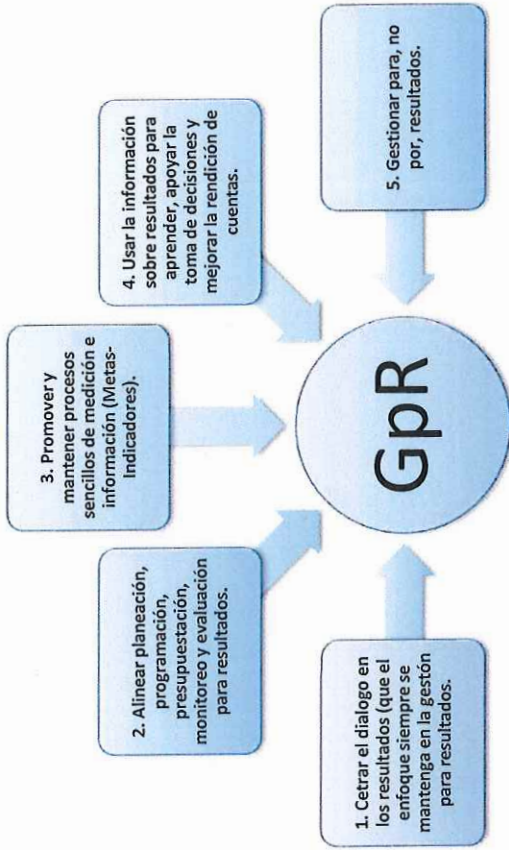 1. Cetrar el dialogo en
los resultados (que el
enfoque siempre se
mantenga en la gestón
para resultados.
2. Alinear planeación,
programación,
presupuestación,
monitoreo y evaluación
para resultados.
3. Promover y
mantener procesos
sencillos de medición e
información (Metas-
Indicadores).
4. Usar la información
sobre resultados para
aprender, apoyar la
toma de decisiones y
mejorar la rendición de
cuentas.
5. Gestionar para, no
por, resultados.
GpR